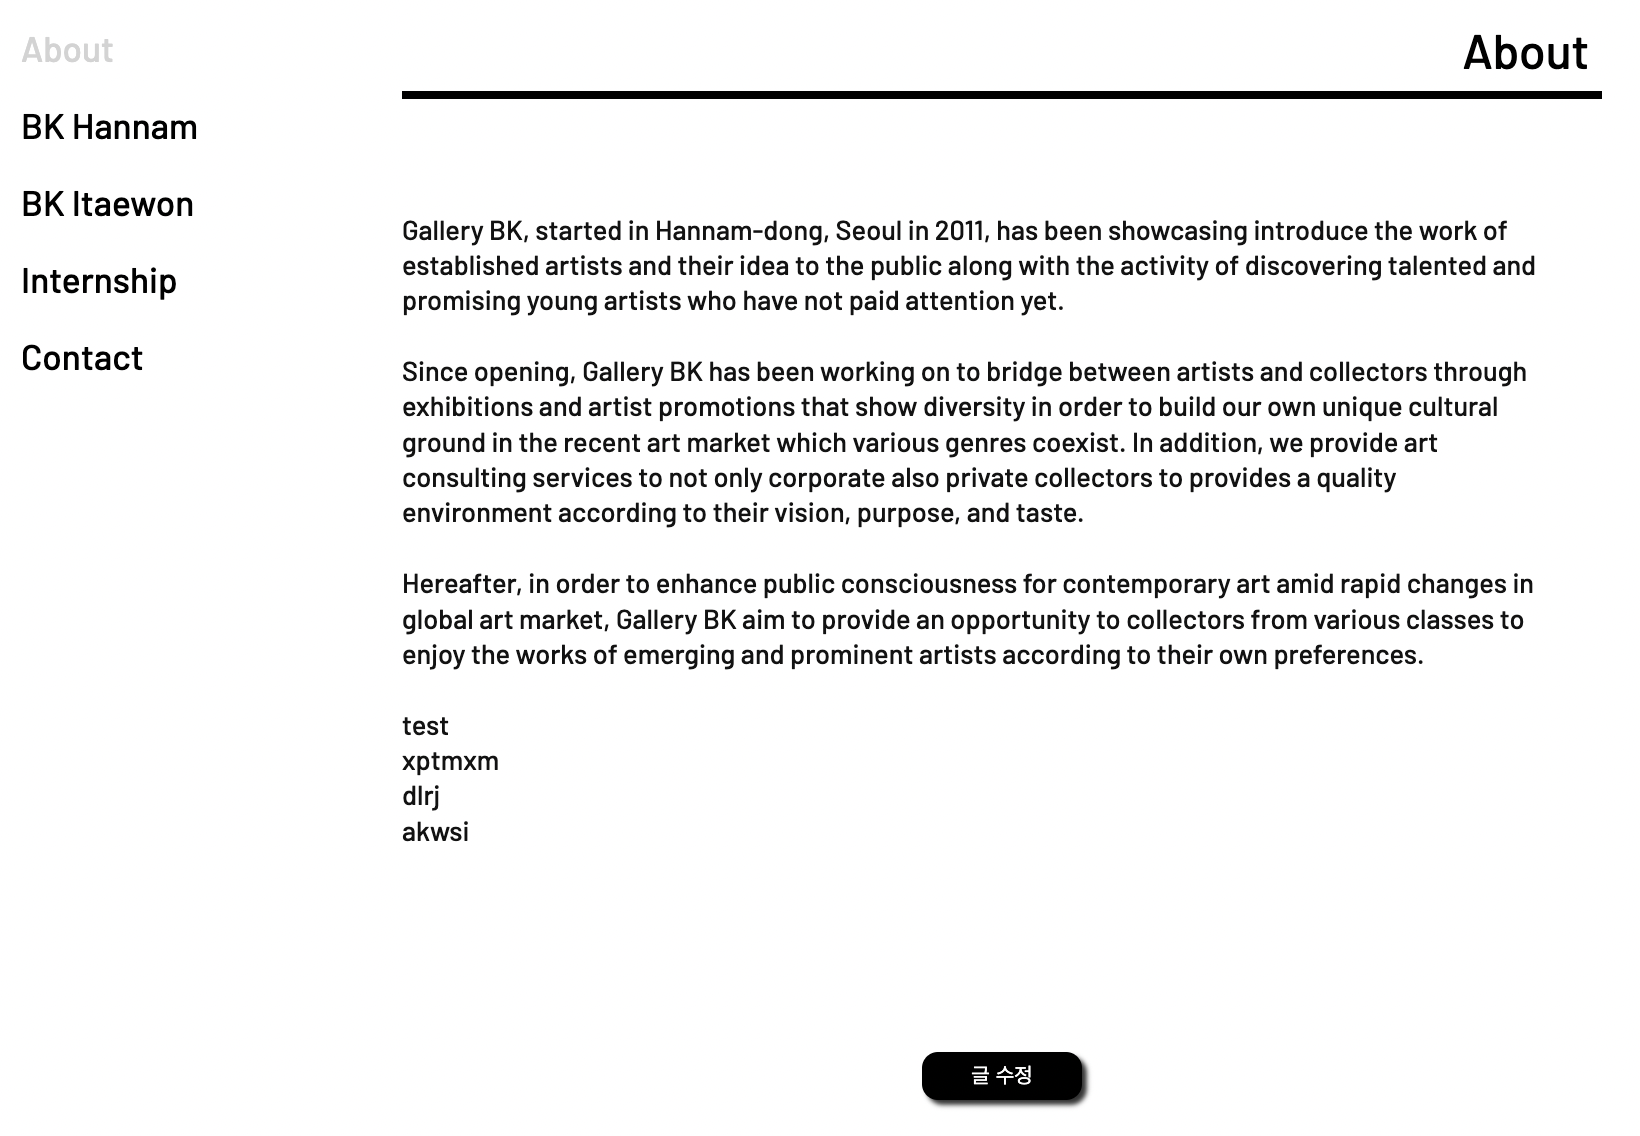 About
BK Hannam
BK Itaewon
Internship
Contact
About
Gallery BK, started in Hannam-dong, Seoul in 2011, has been showcasing introduce the work of
established artists and their idea to the public along with the activity of discovering talented and
promising young artists who have not paid attention yet.
Since opening, Gallery BK has been working on to bridge between artists and collectors through
exhibitions and artist promotions that show diversity in order to build our own unique cultural
ground in the recent art market which various genres coexist. In addition, we provide art
consulting services to not only corporate also private collectors to provides a quality
environment according to their vision, purpose, and taste.
Hereafter, in order to enhance public consciousness for contemporary art amid rapid changes in
global art market, Gallery BK aim to provide an opportunity to collectors from various classes to
enjoy the works of emerging and prominent artists according to their own preferences.
test
xptmxm
dlrj
akwsi
글 수정